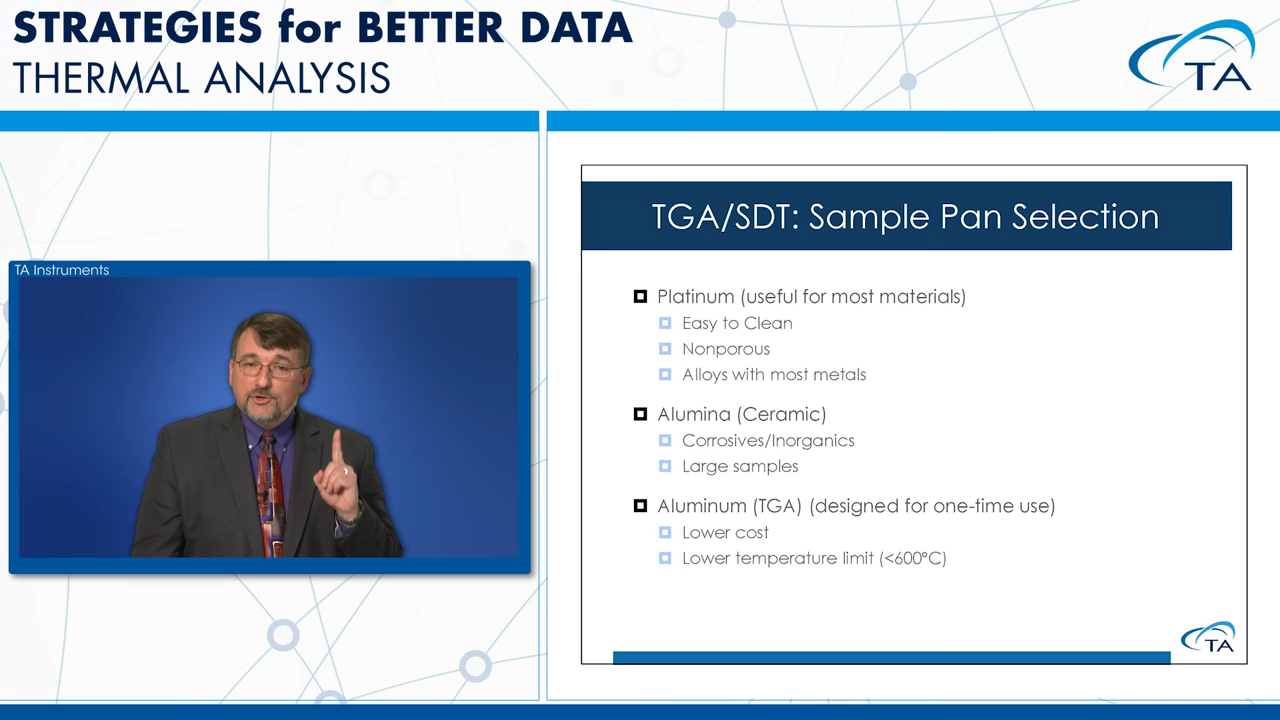 STRATEGIES for BETTER DATA
THERMAL ANALYSIS
TA
TA Instruments
TGA/SDT: Sample Pan Selection
Platinum (useful for most materials)
Easy to Clean
Nonporous
Alloys with most metals
Alumina (Ceramic)
Corrosives/Inorganics
Large samples
Aluminum (TGA) (designed for one-time use)
Lower cost
Lower temperature limit (<600°C)
TA